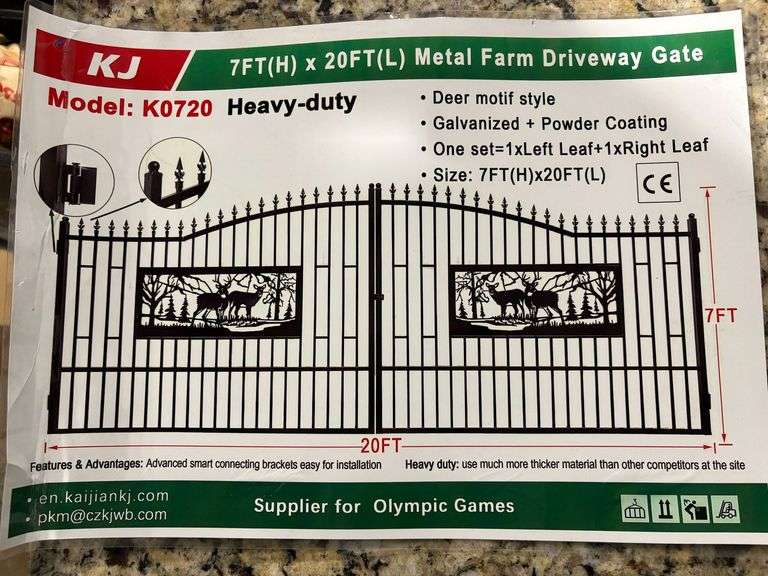 KJ
7FT(H) x 20FT(L) Metal Farm Driveway Gate
Model: K0720 Heavy-duty
• Deer motif style
• Galvanized + Powder Coating
• One set=1xLeft Leaf+1xRight Leaf
• Size: 7FT(H)x20FT(L)
CE
7FT
20FT
Features & Advantages: Advanced smart connecting brackets easy for installation
Heavy duty: use much more thicker material than other competitors at the site
• en.kaijiankj.com
• pkm@czkjwb.com
Supplier for Olympic Games